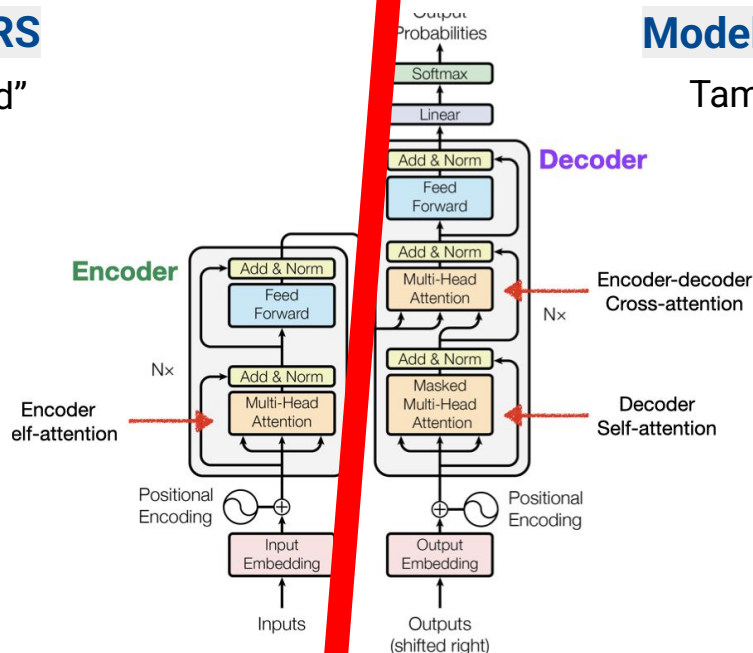 RS
d”
Encoder
Add & Norm
Feed
Forward
Nx
Add & Norm
Multi-Head
Attention
Encoder
elf-attention
Positional
Encoding
Input
Embedding
Inputs
Model
Tam
Output
Probabilities
Softmax
Linear
Decoder
Add & Norm
Feed
Forward
Add & Norm
Multi-Head
Attention
Encoder-decoder
Cross-attention
Nx
Add & Norm
Masked
Multi-Head
Attention
Decoder
Self-attention
Positional
Encoding
Output
Embedding
Outputs
(shifted right)